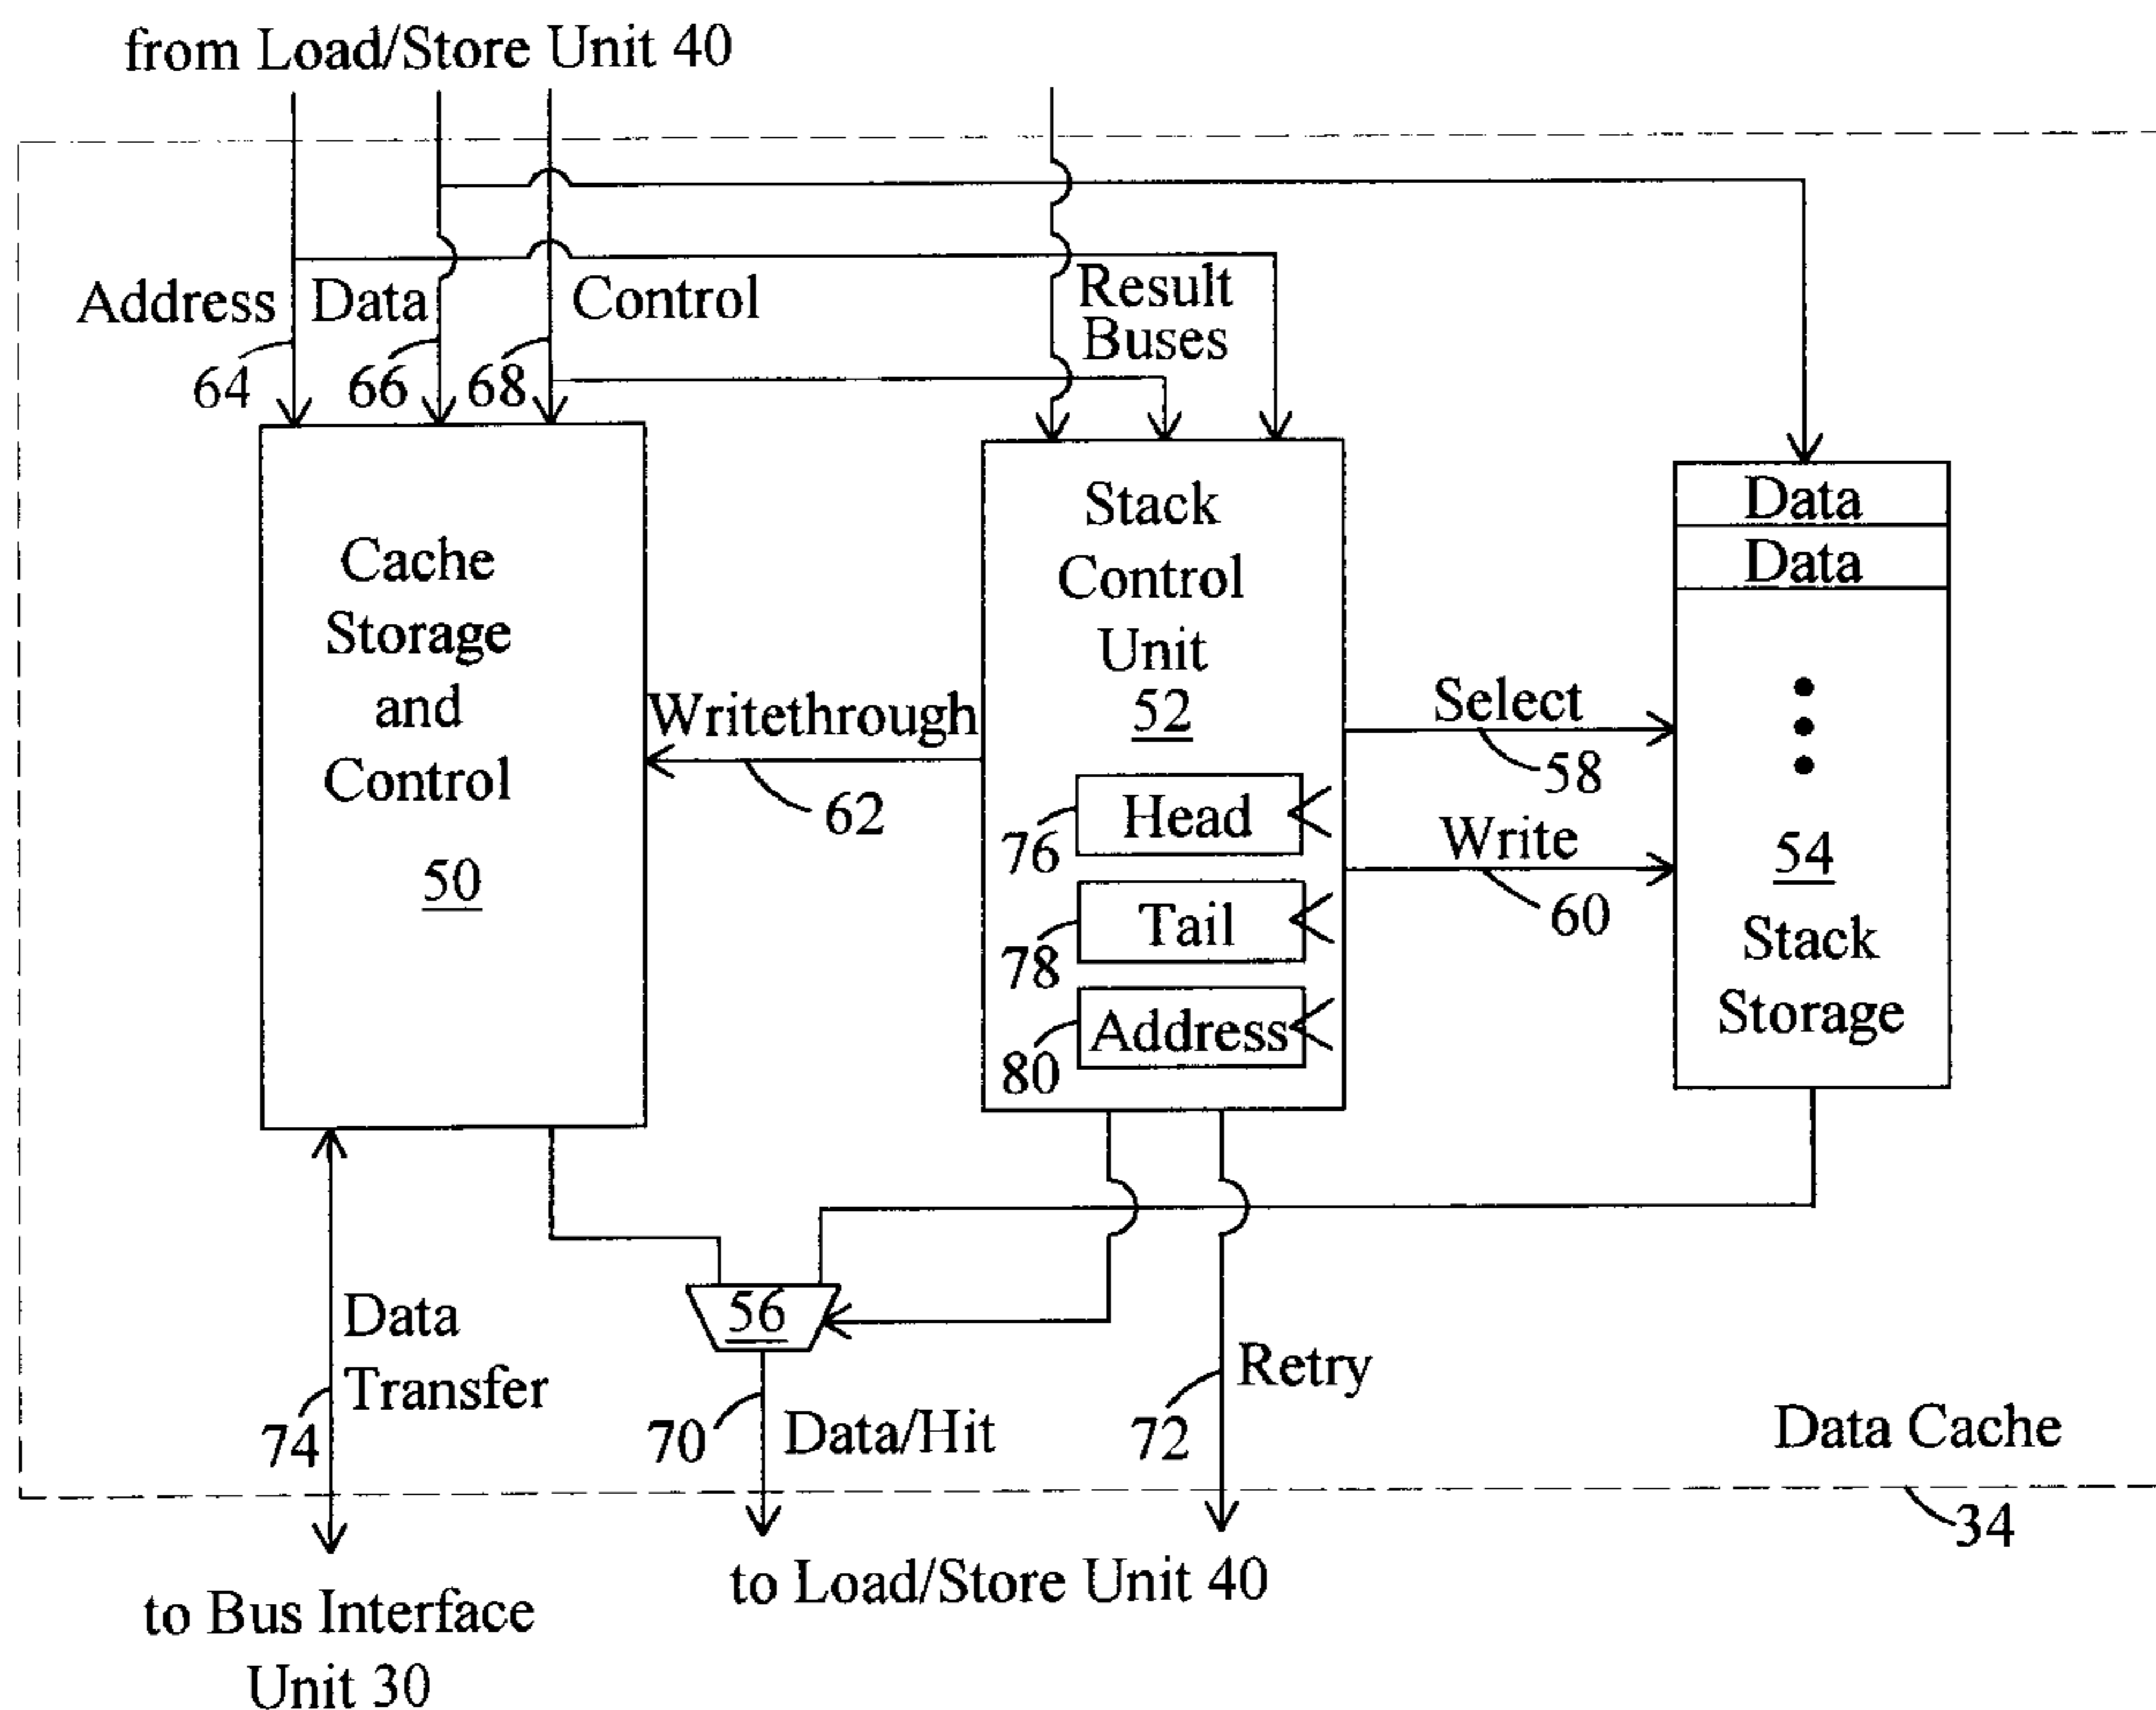 from Load/Store Unit 40
Address
Data
Control
Result
Buses
64
66
68
Cache
Storage
and
Control
50
Writethrough
62
Stack
Control
Unit
52
Head
76
Tail
78
Address
80
Select
58
Write
60
Data
Data
54
Stack
Storage
56
Data
Transfer
74
70
Data/Hit
72
Retry
Data Cache
34
to Bus Interface
Unit 30
to Load/Store Unit 40